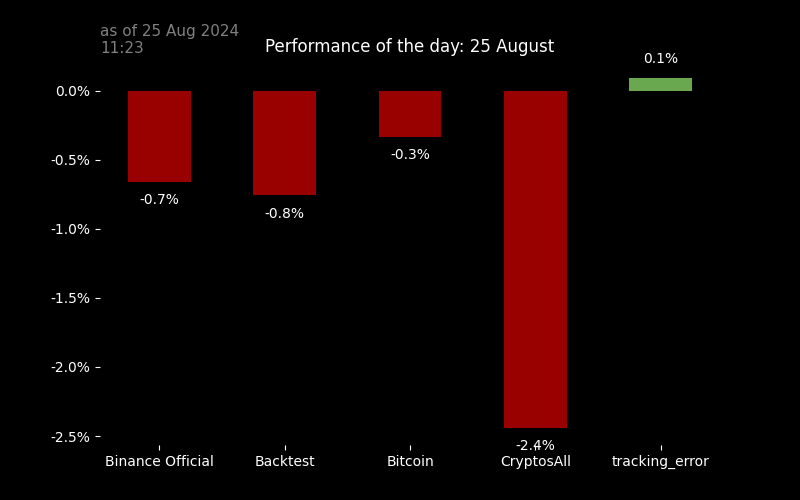 as of 25 Aug 2024
11:23
Performance of the day: 25 August
0.1%
0.0%
-0.5%
-0.3%
-0.7%
-0.8%
-1.0%
-1.5%
-2.0%
-2.5%
-2.4%
Binance Official
Backtest
Bitcoin
CryptosAll
tracking_error